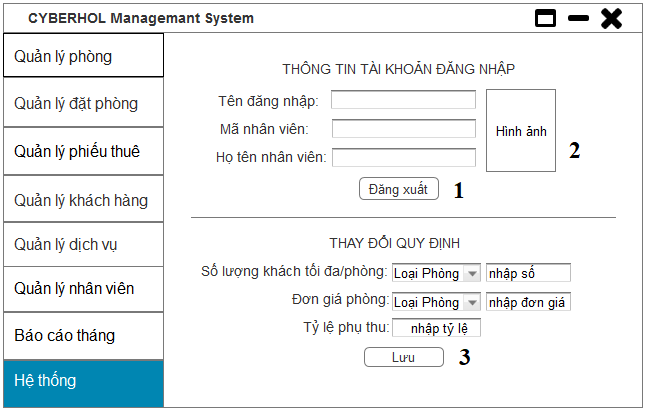 CYBERHOL Managemant System
Quản lý phòng
Quản lý đặt phòng
Quản lý phiếu thuê
Quản lý khách hàng
Quản lý dịch vụ
Quản lý nhân viên
Báo cáo tháng
Hệ thống
THÔNG TIN TÀI KHOẢN ĐĂNG NHẬP
Tên đăng nhập:
Mã nhân viên:
Họ tên nhân viên:
Hình ảnh
2
Đăng xuất 1
THAY ĐỔI QUY ĐỊNH
Số lượng khách tối đa/phòng: Loại Phòng nhập số
Đơn giá phòng: Loại Phòng nhập đơn giá
Tỷ lệ phụ thu: nhập tỷ lệ
Lưu 3